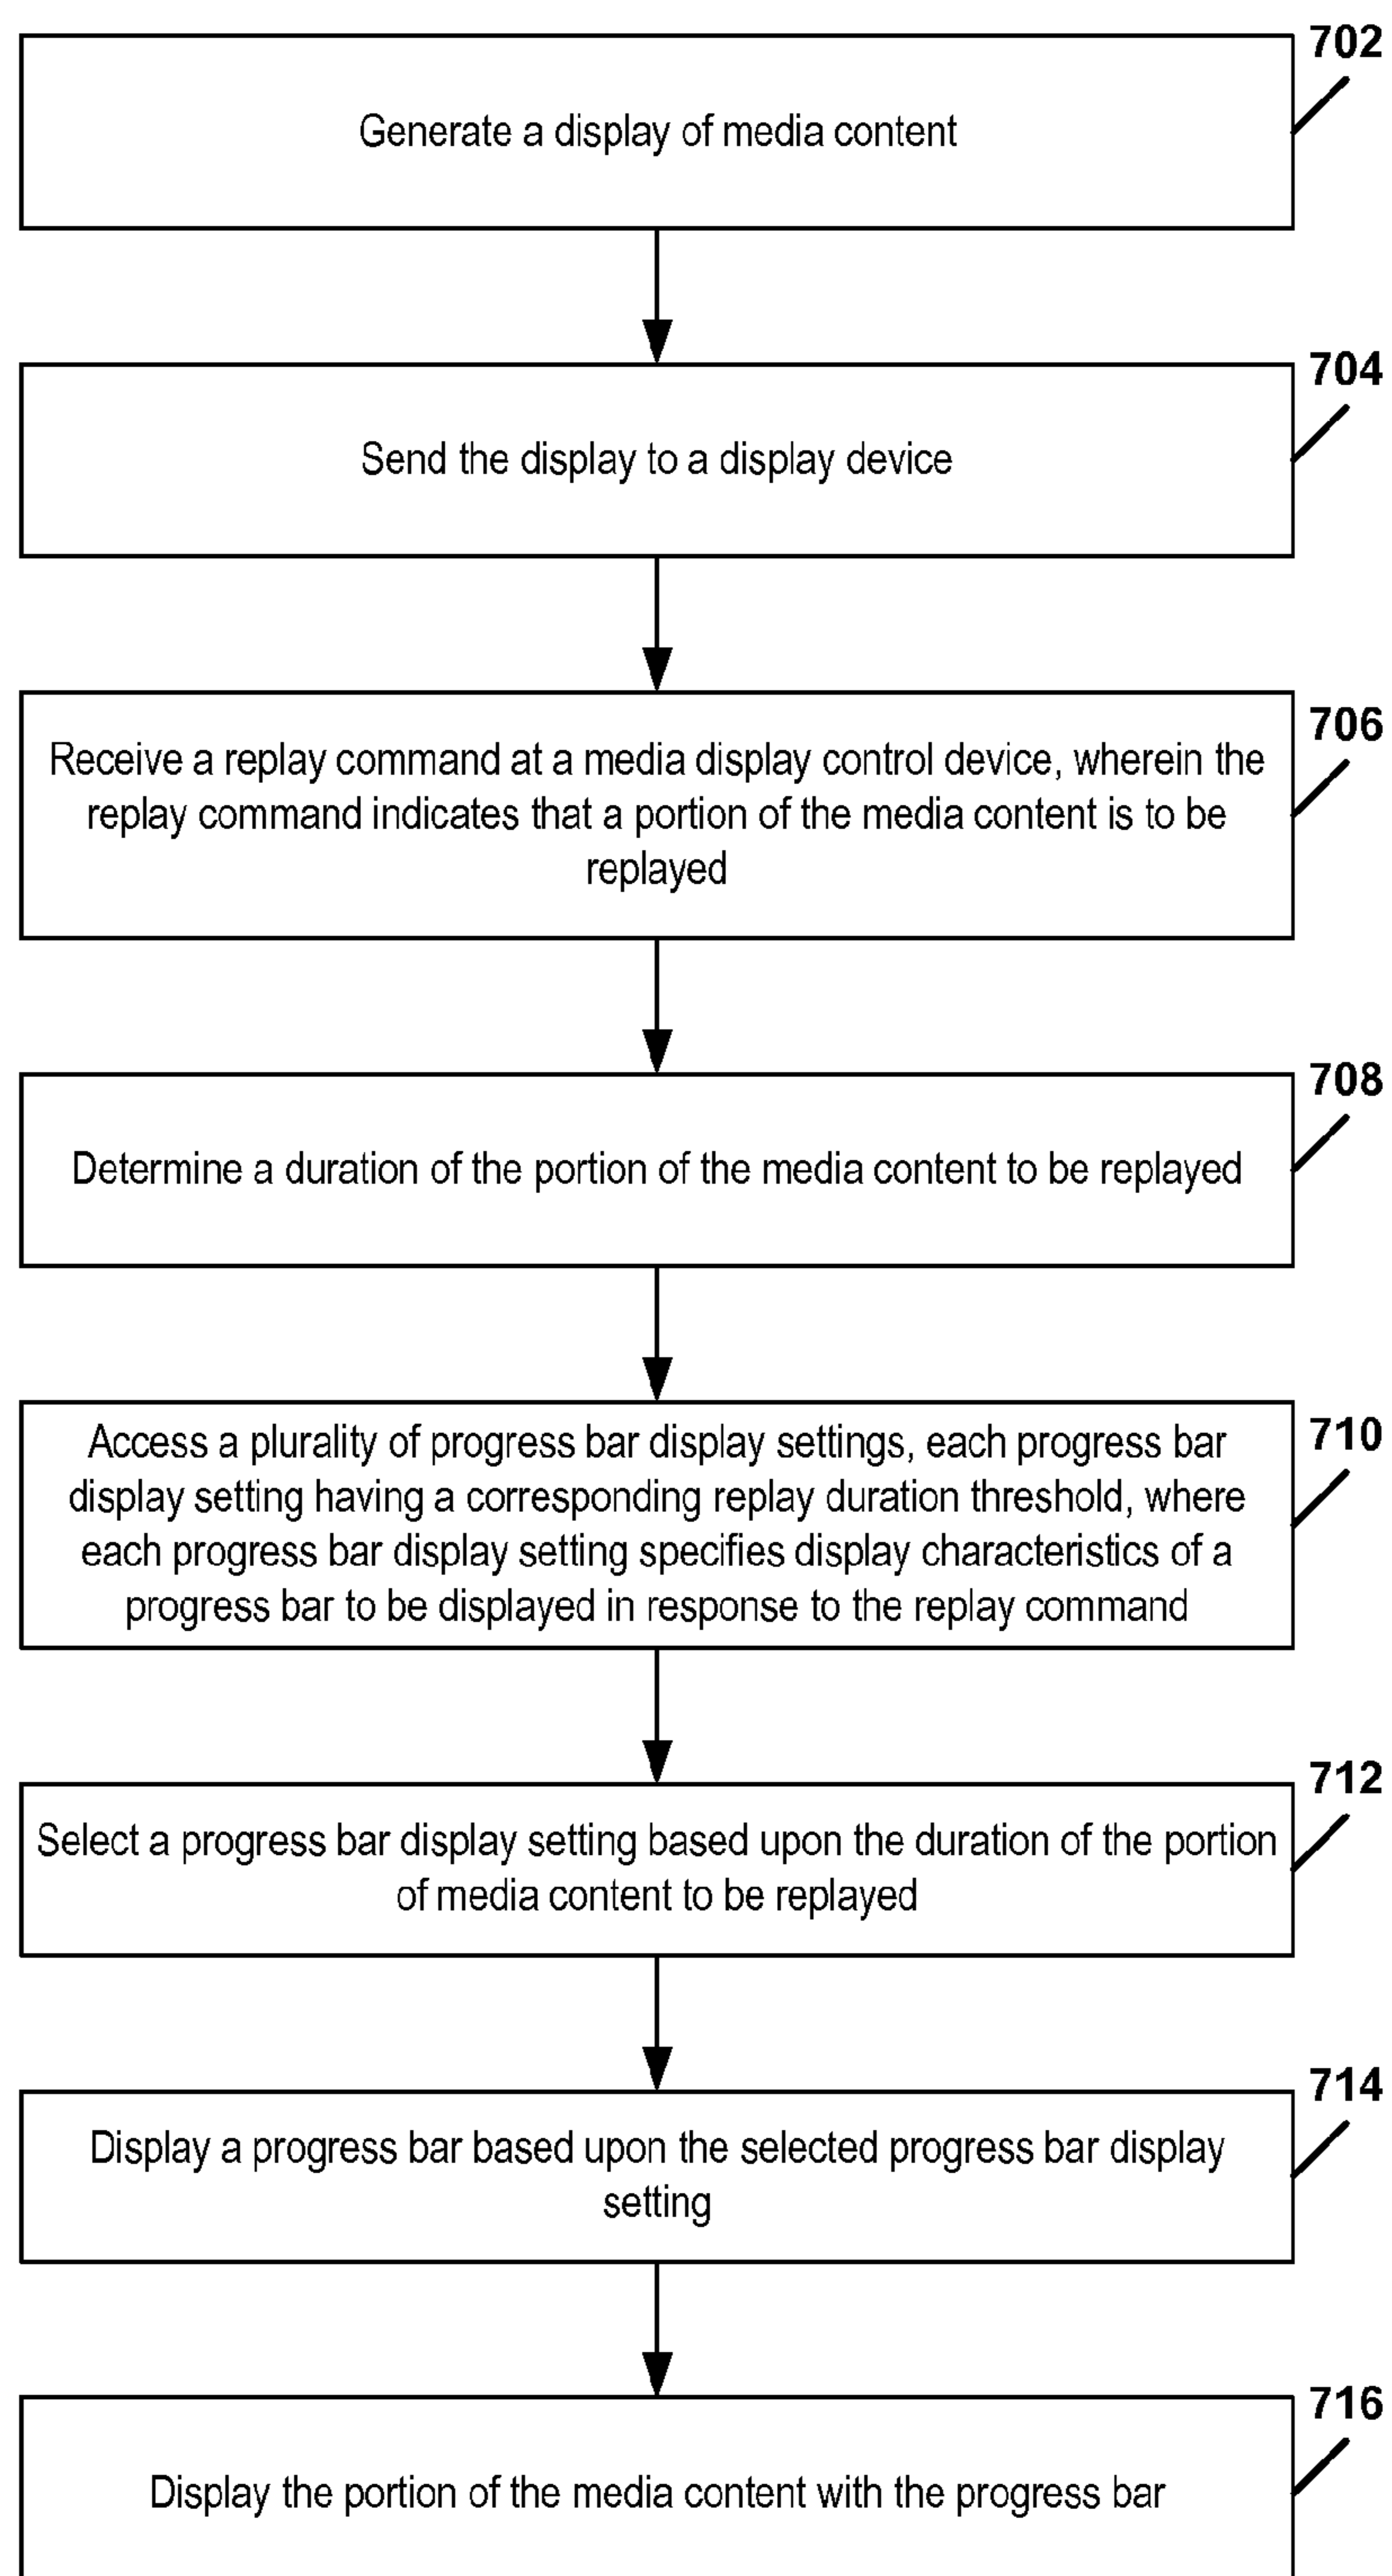 702
Generate a display of media content
704
Send the display to a display device
706
Receive a replay command at a media display control device, wherein the
replay command indicates that a portion of the media content is to be
replayed
708
Determine a duration of the portion of the media content to be replayed
710
Access a plurality of progress bar display settings, each progress bar
display setting having a corresponding replay duration threshold, where
each progress bar display setting specifies display characteristics of a
progress bar to be displayed in response to the replay command
712
Select a progress bar display setting based upon the duration of the portion
of media content to be replayed
714
Display a progress bar based upon the selected progress bar display
setting
716
Display the portion of the media content with the progress bar